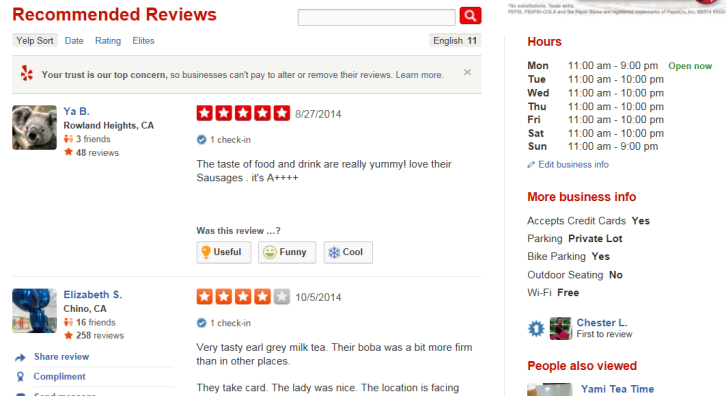 Recommended Reviews
Yelp Sort Date Rating Elites English 11
Your trust is our top concern, so businesses can't pay to alter or remove their reviews. Learn more. ×
Ya B.
Rowland Heights, CA
3 friends
48 reviews
8/27/2014
1 check-in
The taste of food and drink are really yummy! love their
Sausages . it's A++++
Was this review ...?
Useful Funny Cool
Elizabeth S.
Chino, CA
16 friends
258 reviews
Share review
Compliment
Send message
10/5/2014
1 check-in
Very tasty earl grey milk tea. Their boba was a bit more firm
than in other places.
They take card. The lady was nice. The location is facing
*No substitutions. Taxes extra.
Hours
Mon 11:00 am - 9:00 pm Open now
Tue 11:00 am - 10:00 pm
Wed 11:00 am - 10:00 pm
Thu 11:00 am - 10:00 pm
Fri 11:00 am - 10:00 pm
Sat 11:00 am - 10:00 pm
Sun 11:00 am - 9:00 pm
Edit business info
More business info
Accepts Credit Cards Yes
Parking Private Lot
Bike Parking Yes
Outdoor Seating No
Wi-Fi Free
Chester L.
First to review
People also viewed
Yami Tea Time